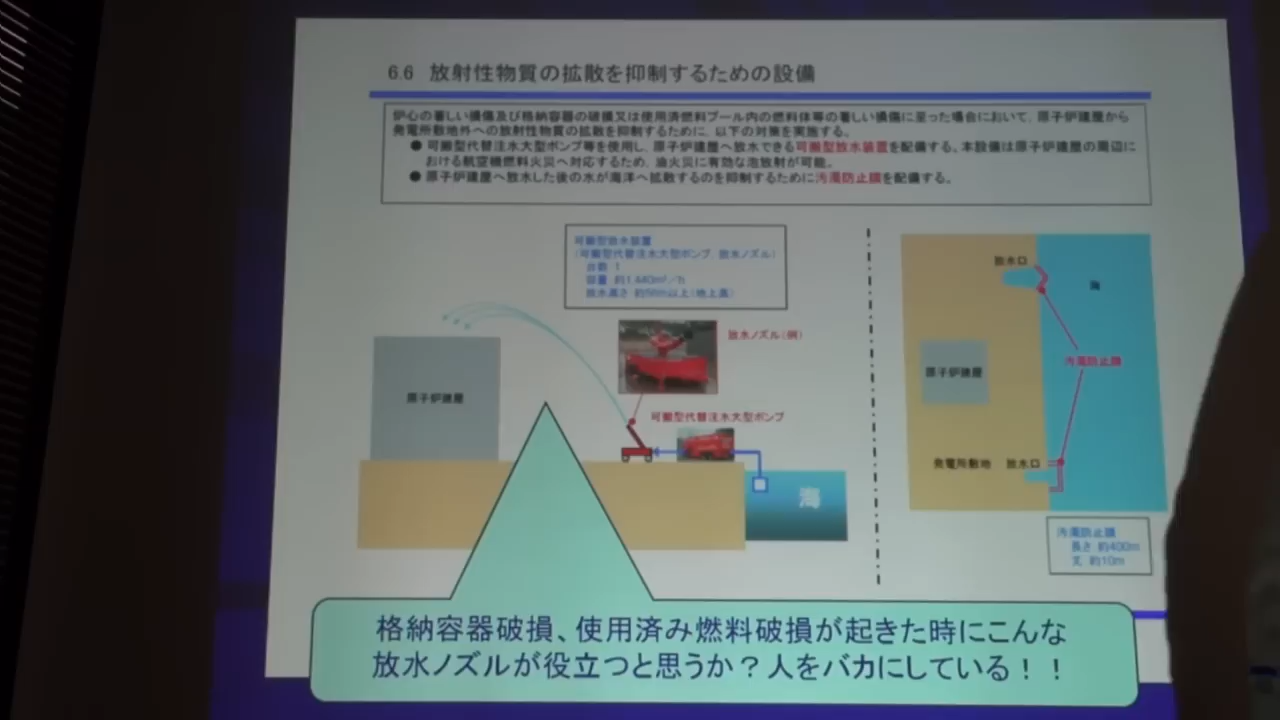 6.6 放射性物質の拡散を抑制するための設備
炉心の著しい損傷及び格納容器の破損又は使用済燃料プール内の燃料体等の著しい損傷に至った場合において、原子炉建屋から
発電所敷地外への放射性物質の拡散を抑制するために、以下の対策を実施する。
● 可搬型代替注水大型ポンプ等を使用し、原子炉建屋へ放水できる可搬型放水装置を配備する。本設備は原子炉建屋の周辺に
おける航空機燃料火災へ対応するため、油火災に有効な泡放射が可能。
● 原子炉建屋へ放水した後の水が海洋へ拡散するのを抑制するために汚濁防止膜を配備する。
可搬型放水装置
(可搬型代替注水大型ポンプ、放水ノズル)
台数 1
容量 約1,440m³/h
放水高さ 約
以上(地上高)
放水ノズル(例)
可搬型代替注水大型ポンプ
原子炉建屋
海
放水口
海
汚濁防止膜
原子炉建屋
発電所敷地 放水口
汚濁防止膜
長さ 約400m
丈 約10m
格納容器破損、使用済み燃料破損が起きた時にこんな
放水ノズルが役立つと思うか？人をバカにしている！！